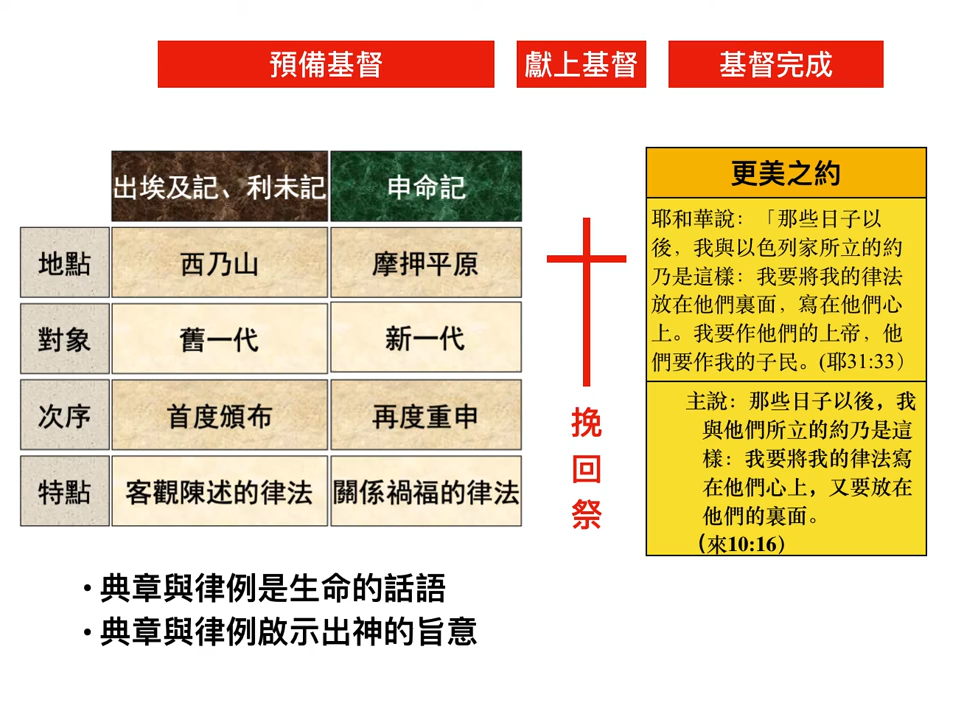 預備基督
獻上基督
基督完成
出埃及記、利未記
申命記
地點
西乃山
摩押平原
對象
舊一代
新一代
次序
首度頒布
再度重申
特點
客觀陳述的律法
關係禍福的律法
挽
回
祭
更美之約
耶和華說：「那些日子以
後，我與以色列家所立的約
乃是這樣：我要將我的律法
放在他們裏面，寫在他們心
上。我要作他們的上帝，他
們要作我的子民。(耶31:33）
主說：那些日子以後，我
與他們所立的約乃是這
樣：我要將我的律法寫
在他們心上，又要放在
他們的裏面。
（來10:16）
• 典章與律例是生命的話語
• 典章與律例啟示出神的旨意